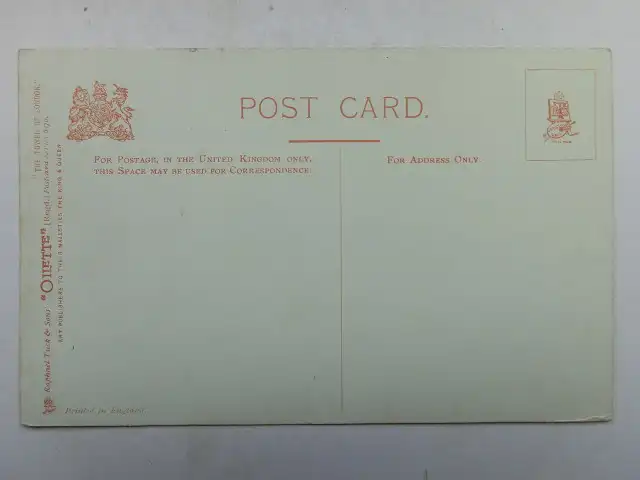 POST CARD.
FOR POSTAGE, IN THE UNITED KINGDOM ONLY,
THIS SPACE MAY BE USED FOR CORRESPONDENCE
FOR ADDRESS ONLY
"THE TOWER OF LONDON."
Raphael Tuck & Sons' "OILETTE" [Regd.] Postcard
ART PUBLISHERS TO THEIR MAJESTIES THE KING & QUEEN
Printed in England.